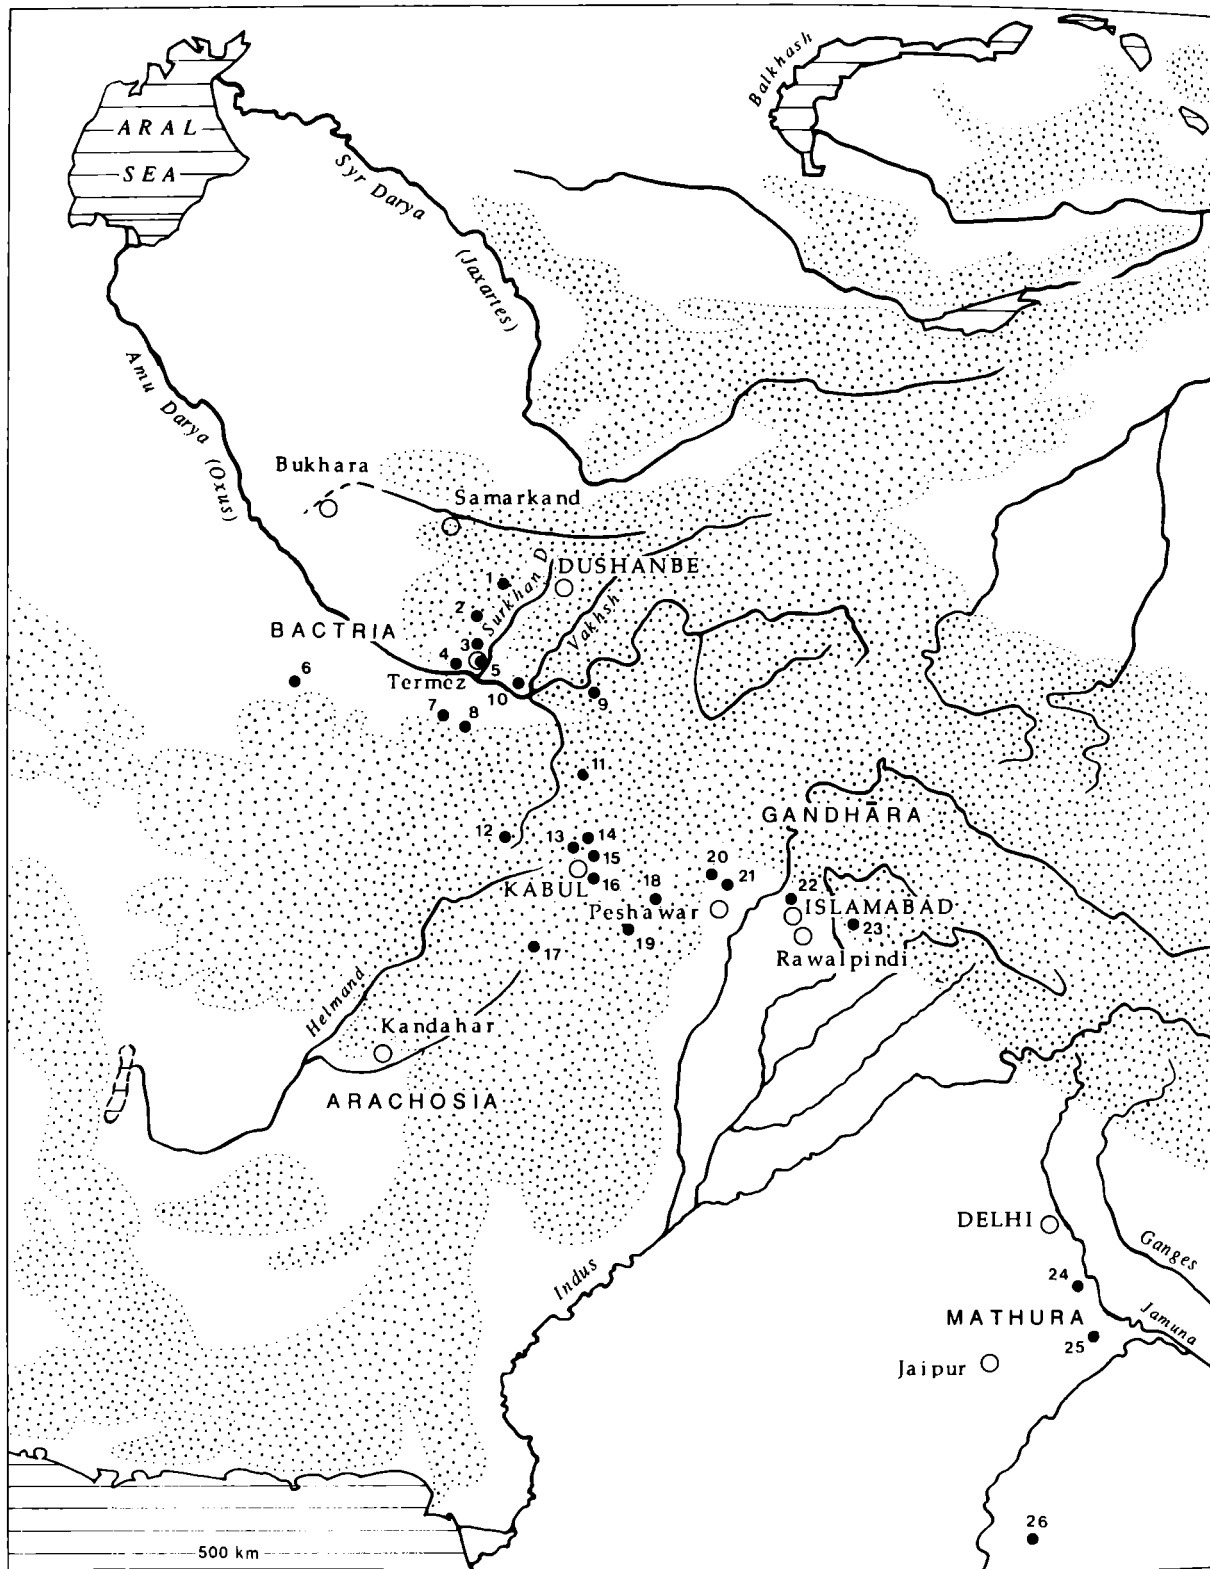 Balkhash
ARAL
SEA
Syr Darya
(Jaxartes)
Amu Darya (Oxus)
Bukhara
Samarkand
1
Surkhan D
DUSHANBE
2
Vakhsh
BACTRIA
3
4
5
6
Termez
10
9
7
8
11
GANDHĀRA
12
13
14
15
KABUL
16
18
20
21
22
Peshawar
ISLAMABAD
23
19
17
Rawalpindi
Helmand
Kandahar
ARACHOSIA
DELHI
Ganges
Indus
24
MATHURA
Jamuna
25
Jaipur
26
500 km